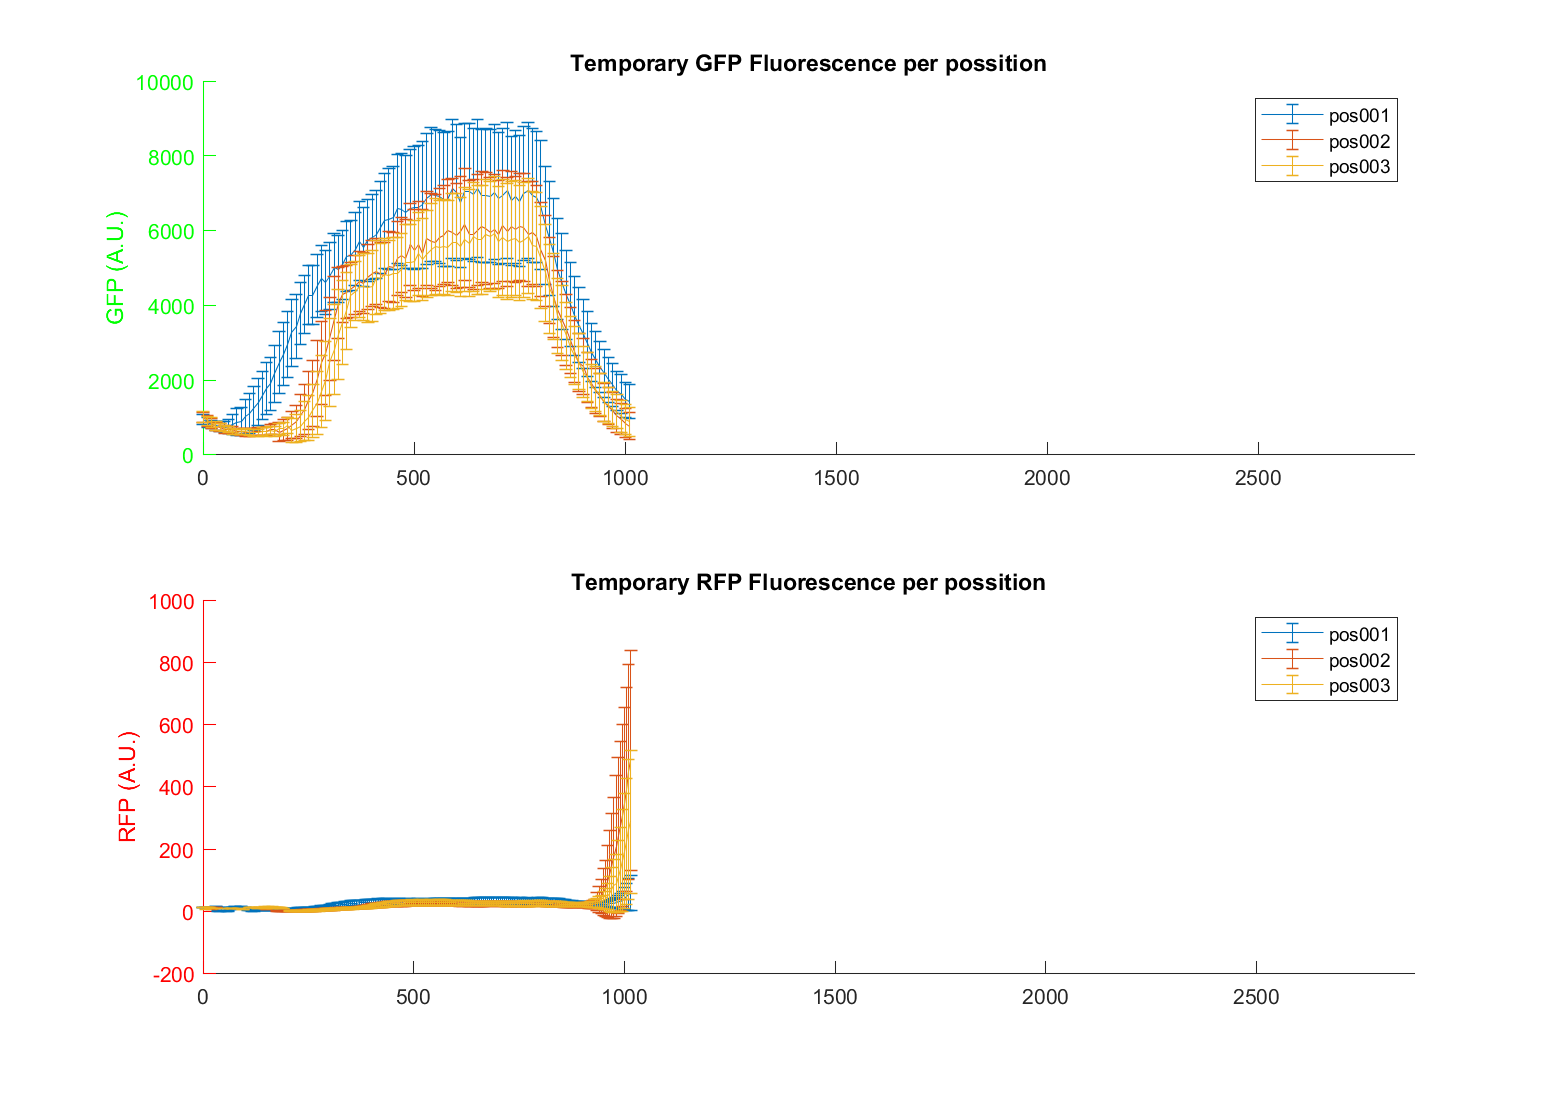 Temporary GFP Fluorescence per possition
GFP (A.U.)
10000
8000
6000
4000
2000
0
0 500 1000 1500 2000 2500
pos001
pos002
pos003
Temporary RFP Fluorescence per possition
RFP (A.U.)
1000
800
600
400
200
0
-200
0 500 1000 1500 2000 2500
pos001
pos002
pos003